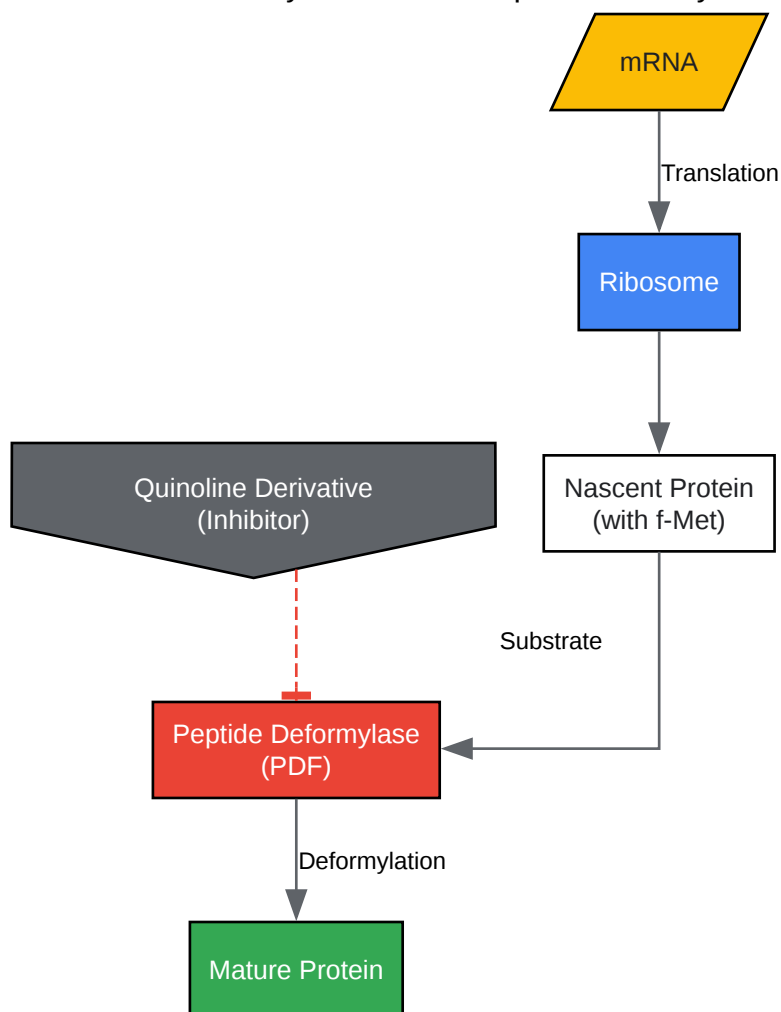 mRNA
Translation
Ribosome
Quinoline Derivative
(Inhibitor)
Nascent Protein
(with f-Met)
Substrate
Peptide Deformylase
(PDF)
Deformylation
Mature Protein